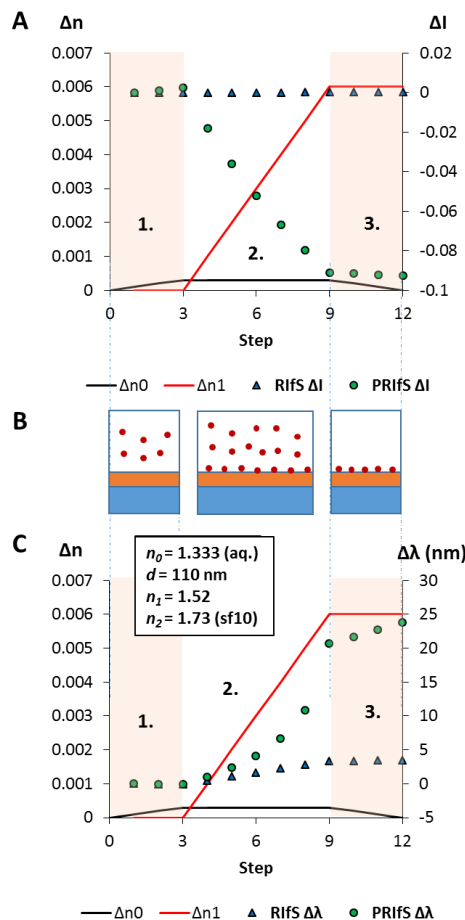 A
Δn
ΔI
0.007
0.02
0.006
0
0.005
-0.02
0.004
-0.04
0.003
-0.06
0.002
1.
2.
3.
0.001
-0.08
0
-0.1
0
3
6
9
12
Step
Δn0
Δn1
RIfS ΔI
PRIfS ΔI
B
C
Δn
Δλ (nm)
n0 = 1.333 (aq.)
d = 110 nm
n1 = 1.52
n2 = 1.73 (sf10)
0.007
30
0.006
25
0.005
20
0.004
15
0.003
10
0.002
5
0.001
0
0
-5
1.
2.
3.
0
3
6
9
12
Step
Δn0
Δn1
RIfS Δλ
PRIfS Δλ